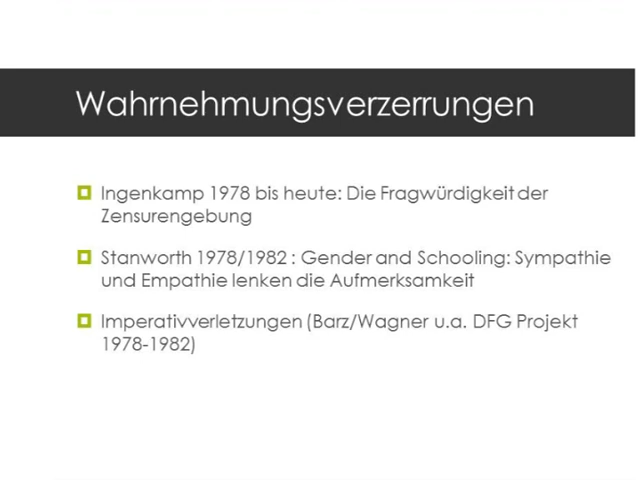 Wahrnehmungsverzerrungen
Ingenkamp 1978 bis heute: Die Fragwürdigkeit der
Zensurengebung
Stanworth 1978/1982 : Gender and Schooling: Sympathie
und Empathie lenken die Aufmerksamkeit
Imperativverletzungen (Barz/Wagner u.a. DFG Projekt
1978-1982)